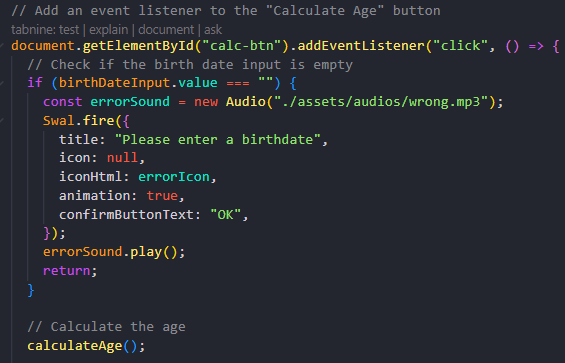 // Add an event listener to the "Calculate Age" button
tabnine: test | explain | document | ask
document.getElementById("calc-btn").addEventListener("click", () => {
  // Check if the birth date input is empty
  if (birthDateInput.value === "") {
    const errorSound = new Audio("./assets/audios/wrong.mp3");
    Swal.fire({
      title: "Please enter a birthdate",
      icon: null,
      iconHtml: errorIcon,
      animation: true,
      confirmButtonText: "OK",
    });
    errorSound.play();
    return;
  }

  // Calculate the age
  calculateAge();